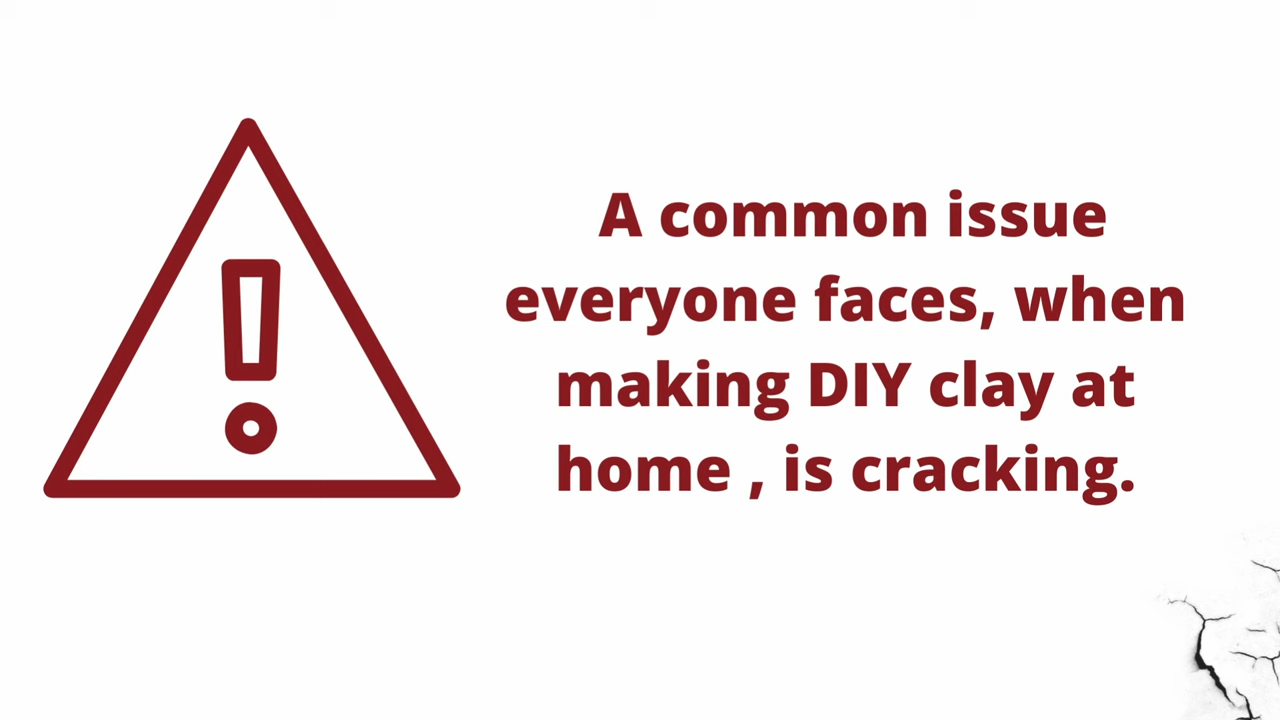 A common issue
everyone faces, when
making DIY clay at
home , is cracking.